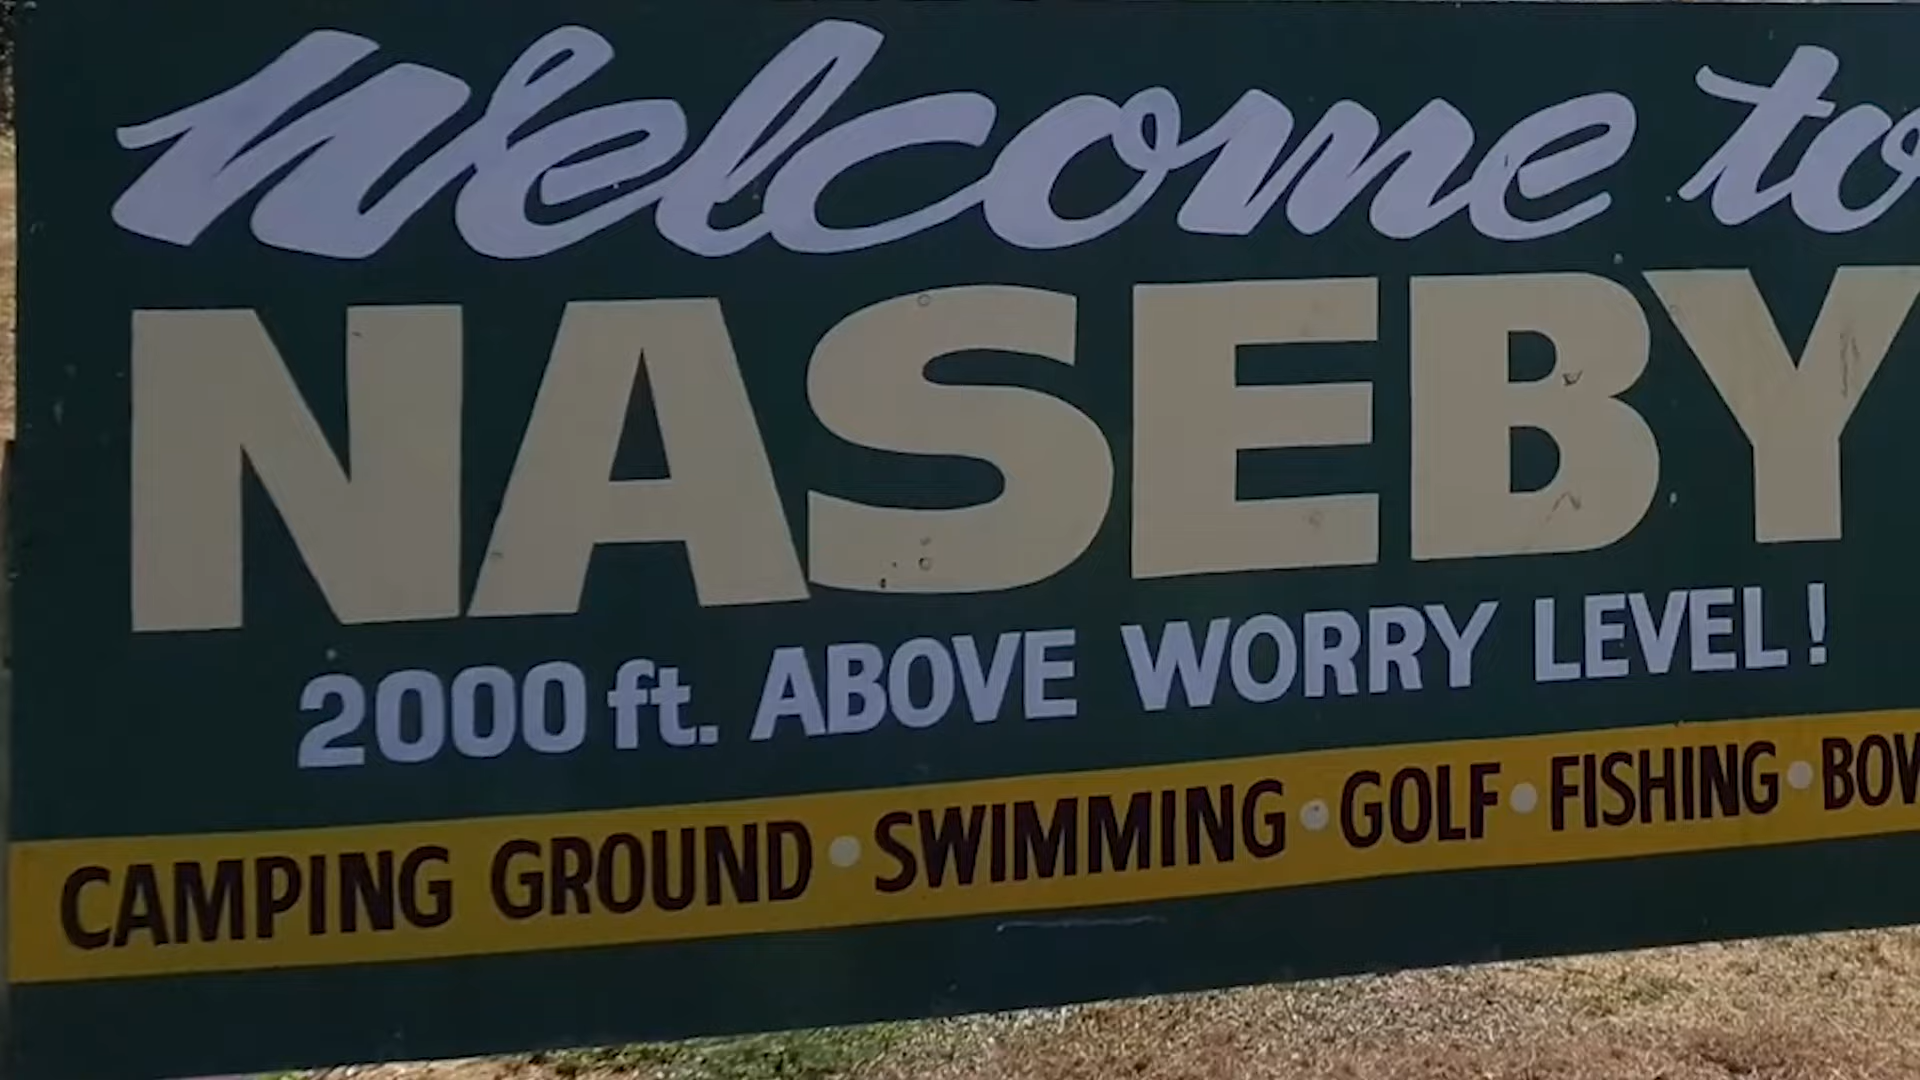 Welcome to
NASEBY
2000 ft. ABOVE WORRY LEVEL!
CAMPING GROUND • SWIMMING • GOLF • FISHING •